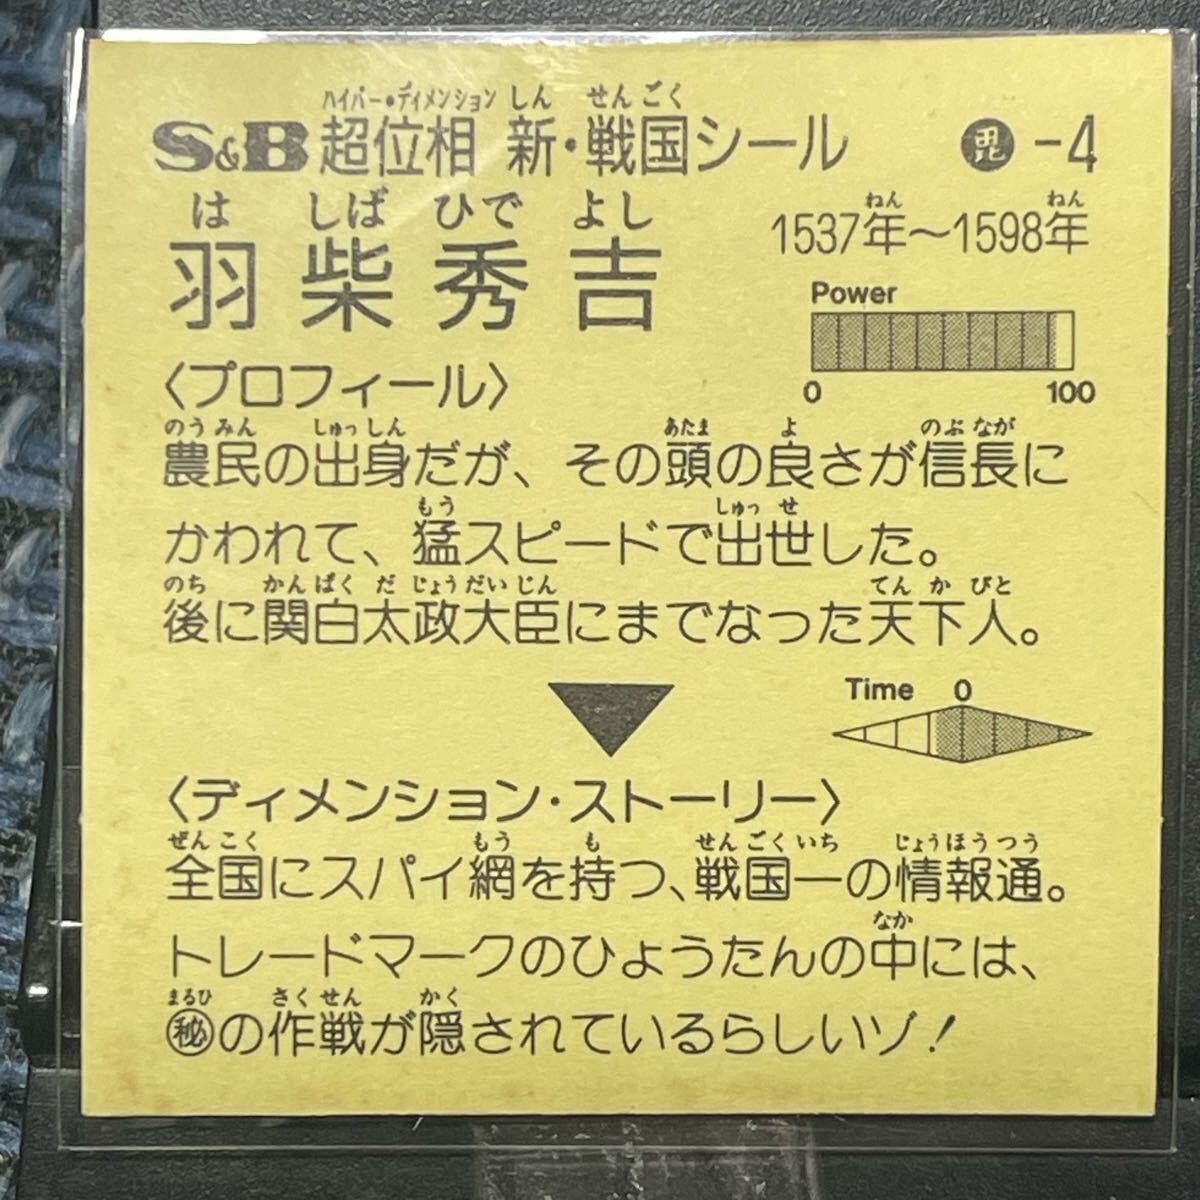 ハイパー・ディメンション しん せんごく
S&B 超位相 新・戦国シール 毘 -4
は しば ひで よし
羽柴秀吉
ねん ねん
1537年〜1598年
Power
0 100
〈プロフィール〉
のうみん しゅっしん あたま よ のぶなが
農民の出身だが、その頭の良さが信長に
もう しゅっせ
かわれて、猛スピードで出世した。
のち かんぱく だじょうだいじん てんかびと
後に関白太政大臣にまでなった天下人。
Time 0
〈ディメンション・ストーリー〉
ぜんこく もう も せんごくいち じょうほうつう
全国にスパイ網を持つ、戦国一の情報通。
なか
トレードマークのひょうたんの中には、
まるひ さくせん かく
㊙の作戦が隠されているらしいゾ!